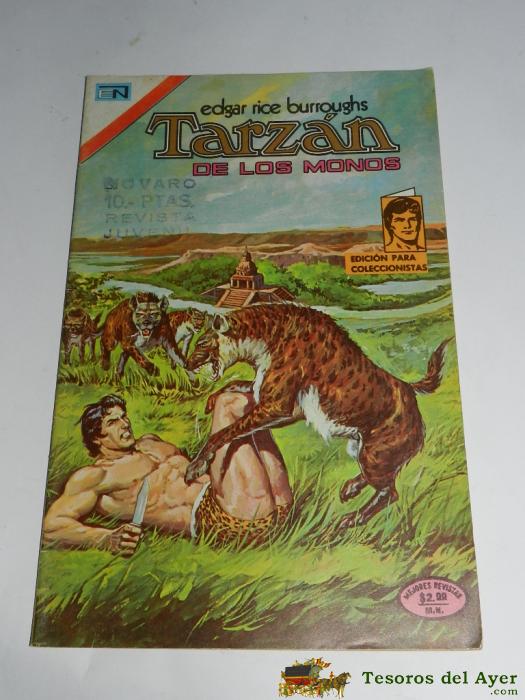 EN
edgar rice burroughs
Tarzán
DE LOS MONOS
NOVARO
10.- PTAS.
REVISTA
JUVENIL
EDICIÓN PARA
COLECCIONISTAS
MEJORES REVISTAS
$2.00
M.N.
Tesoros del Ayer
.com